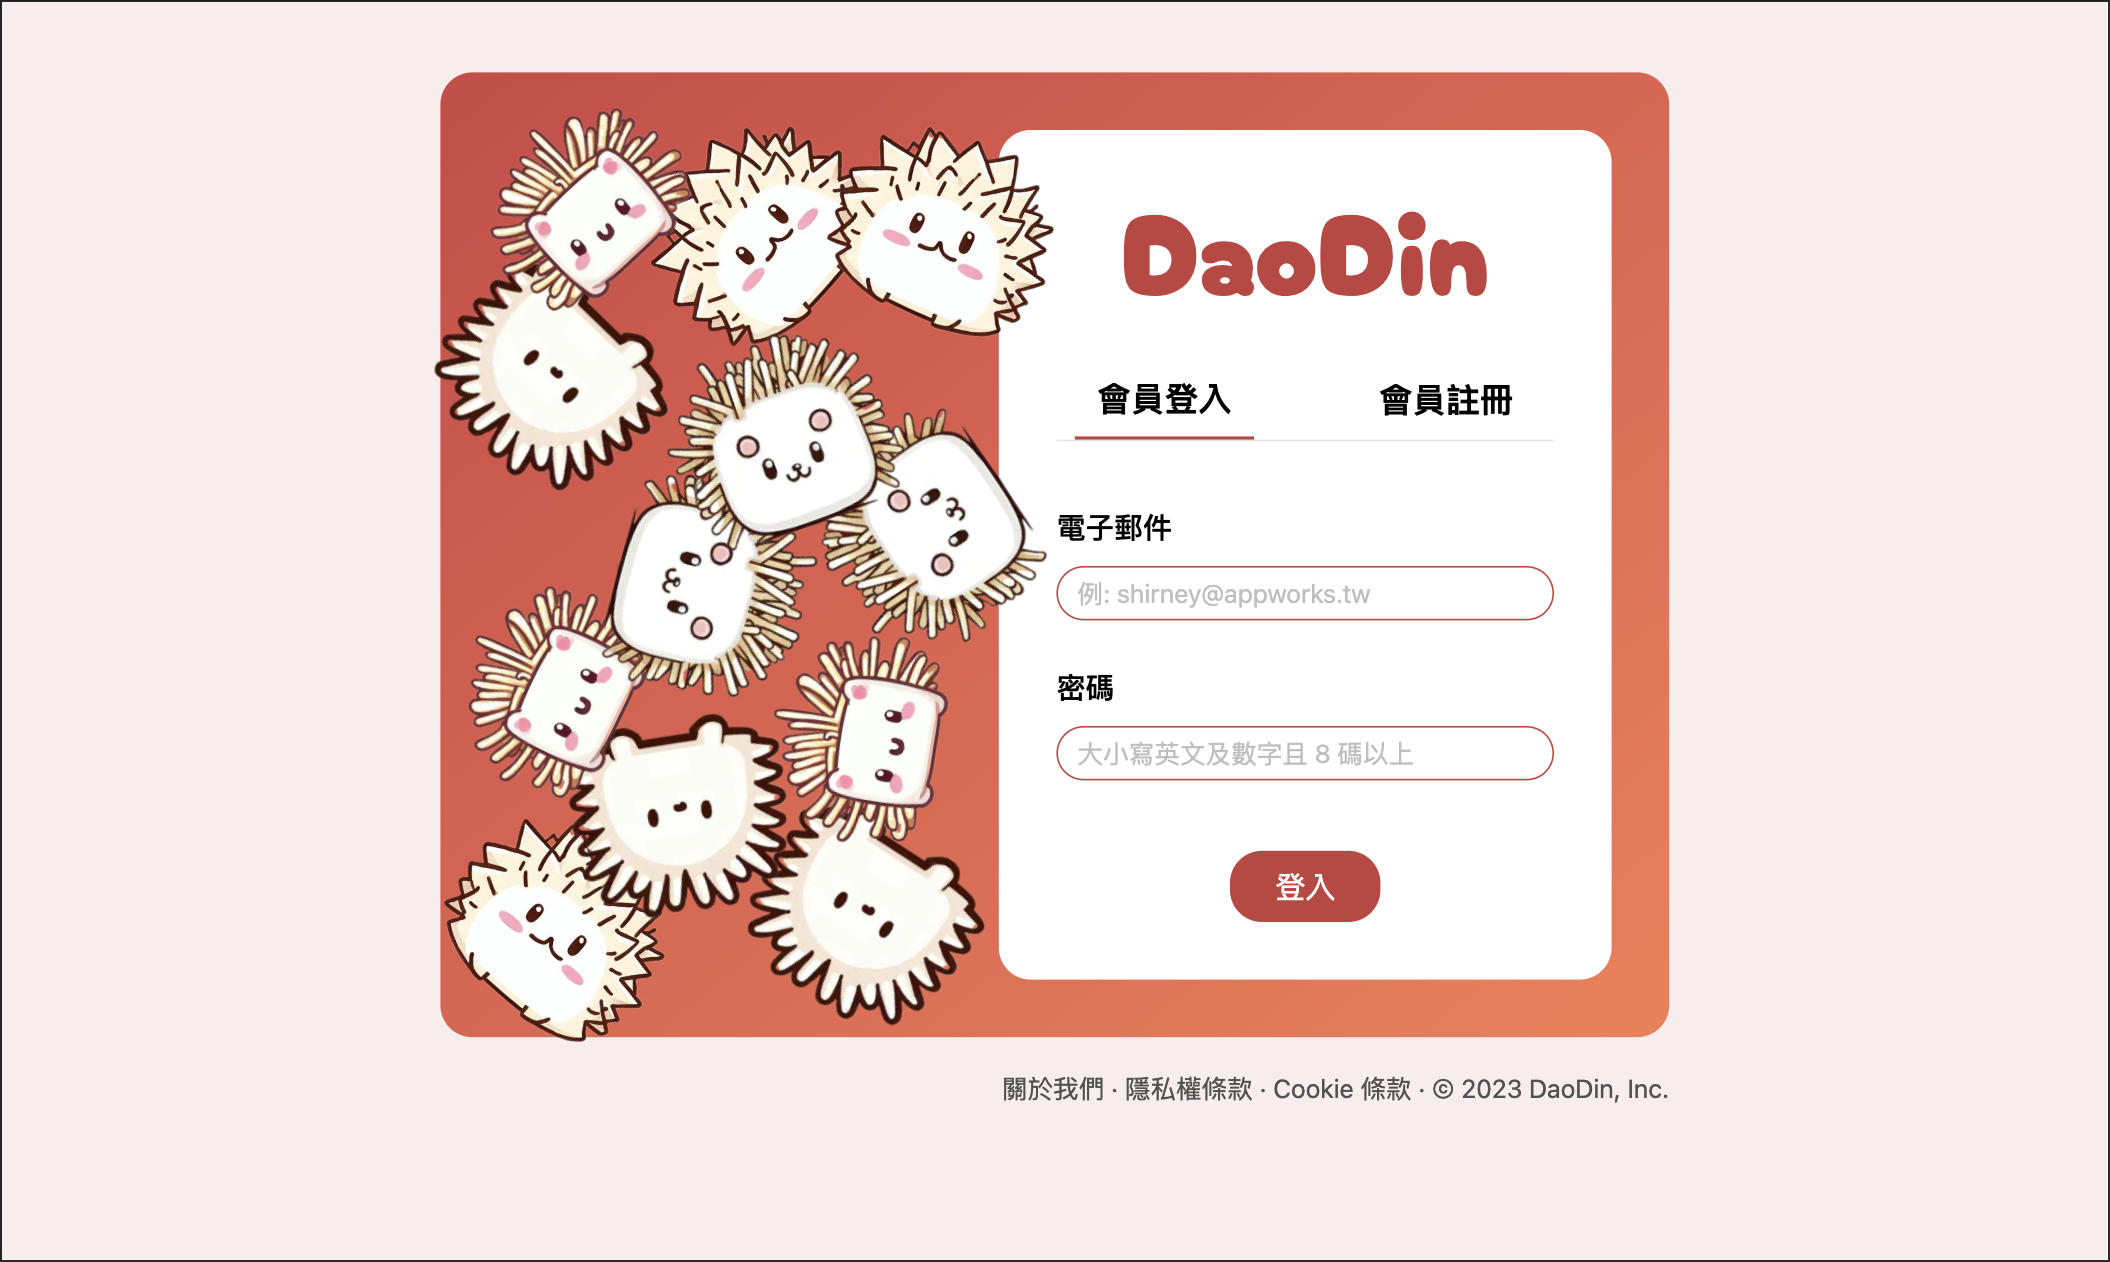 DaoDin
會員登入 會員註冊
電子郵件
例: shirney@appworks.tw
密碼
大小寫英文及數字且 8 碼以上
登入
關於我們 · 隱私權條款 · Cookie 條款 · © 2023 DaoDin, Inc.